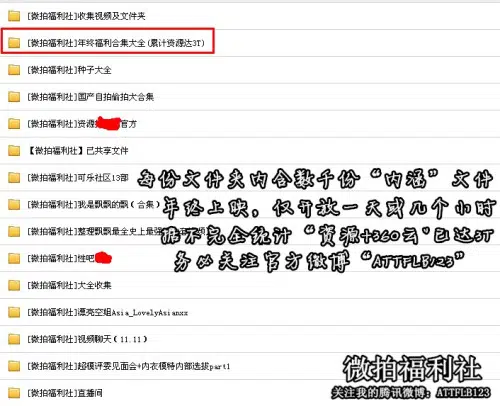 [微拍福利社]收集视频及文件夹
[微拍福利社]年终福利合集大全(累计资源达3T)
[微拍福利社]种子大全
[微拍福利社]国产自拍偷拍大合集
[微拍福利社]资源 官方
【微拍福利社】已共享文件
[微拍福利社]可乐社区13部
每份文件夹内含数千份“内涵”文件
[微拍福利社]我是飘飘的飘(合集)
年终上映，仅开放一天或几个小时
[微拍福利社]整理飘飘最全史上最强
据不完全统计“资源+360云”已达3T
[微拍福利社]怪吧
务必关注官方微博“ATTFLB123”
[微拍福利社]大全收集
[微拍福利社]漂亮空姐Asia_LovelyAsianxx
[微拍福利社]视频聊天(11.11)
[微拍福利社]超模评委见面会+内衣模特内部选拔part1
[微拍福利社]直播间
微拍福利社
关注我的腾讯微博：ATTFLB123